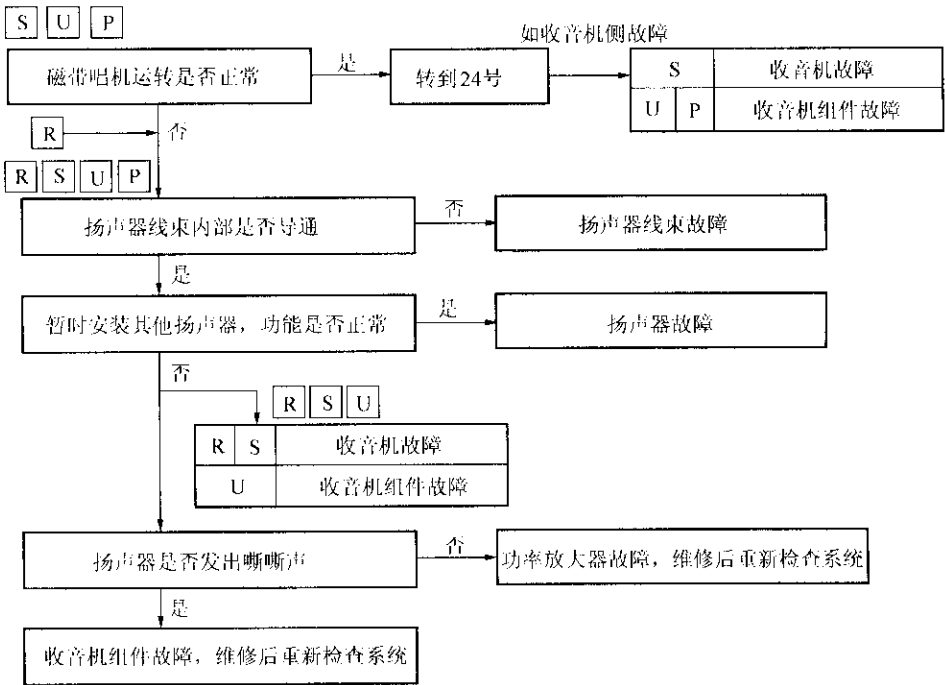 S U P
如收音机侧故障
磁带唱机运转是否正常
是
转到24号
S 收音机故障
U P 收音机组件故障
R
否
R S U P
扬声器线束内部是否导通
否
扬声器线束故障
是
暂时安装其他扬声器，功能是否正常
是
扬声器故障
否
R S U
R S 收音机故障
U 收音机组件故障
扬声器是否发出嘶嘶声
否
功率放大器故障，维修后重新检查系统
是
收音机组件故障，维修后重新检查系统